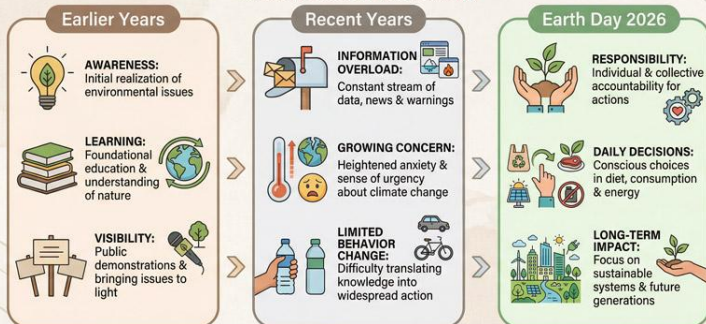 Earlier Years
AWARENESS:
Initial realization of
environmental issues
LEARNING:
Foundational
education &
understanding
of nature
VISIBILITY:
Public
demonstrations &
bringing issues to
light
Recent Years
INFORMATION
OVERLOAD:
Constant stream of
data, news & warnings
GROWING CONCERN:
Heightened anxiety &
sense of urgency
about climate change
LIMITED
BEHAVIOR
CHANGE:
Difficulty translating
knowledge into
widespread action
Earth Day 2026
RESPONSIBILITY:
Individual & collective
accountability for
actions
DAILY DECISIONS:
Conscious choices
in diet, consumption
& energy
LONG-TERM
IMPACT:
Focus on
sustainable
systems & future
generations